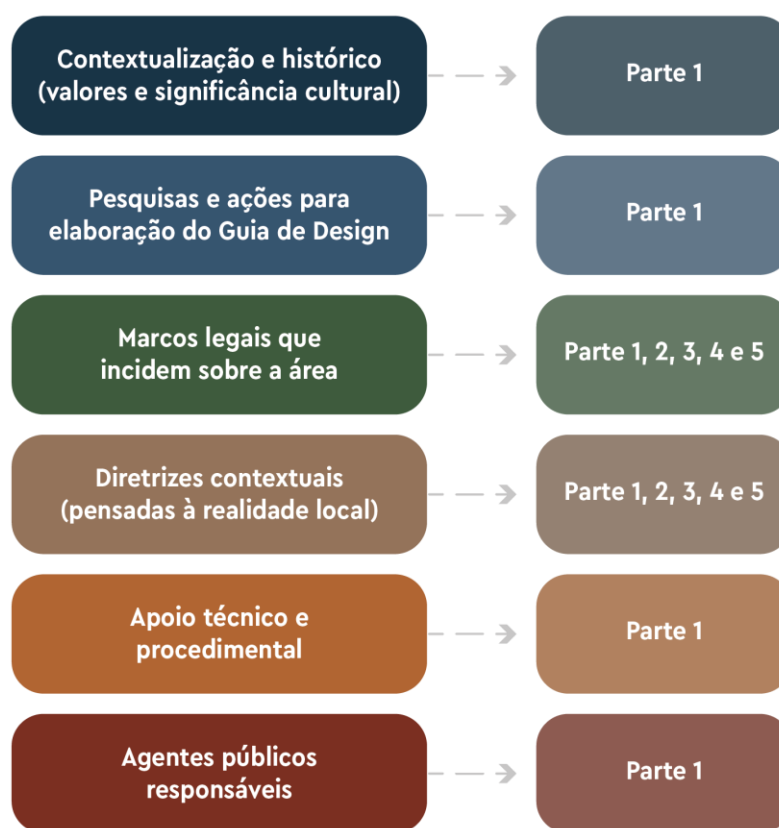 Contextualização e histórico
(valores e significância cultural)
Parte 1
Pesquisas e ações para
elaboração do Guia de Design
Parte 1
Marcos legais que
incidem sobre a área
Parte 1, 2, 3, 4 e 5
Diretrizes contextuais
(pensadas à realidade local)
Parte 1, 2, 3, 4 e 5
Apoio técnico e
procedimental
Parte 1
Agentes públicos
responsáveis
Parte 1